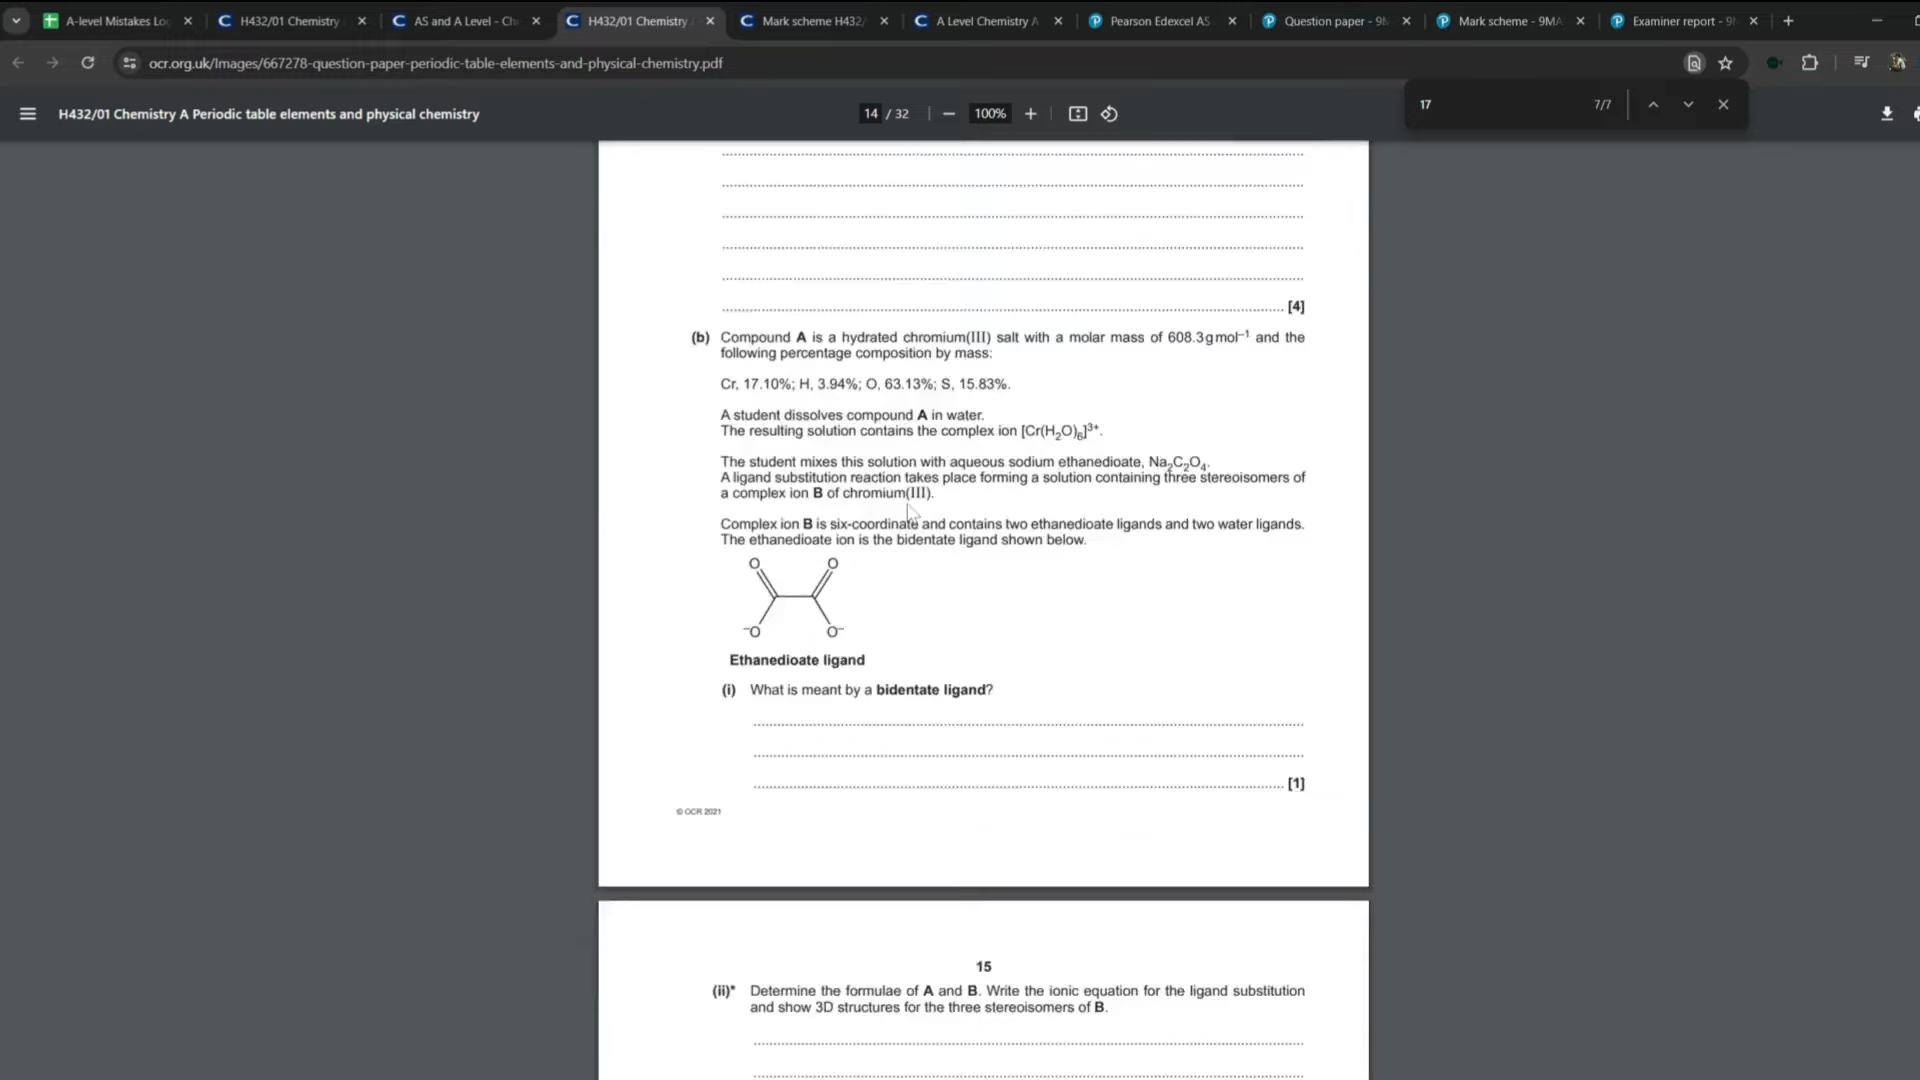 A-level Mistakes Lo
H432/01 Chemistry
AS and A Level - Ch
H432/01 Chemistry
Mark scheme H432/
A Level Chemistry A
Pearson Edexcel AS
Question paper - 9M
Mark scheme - 9MA
Examiner report - 9
ocr.org.uk/Images/667278-question-paper-periodic-table-elements-and-physical-chemistry.pdf
17 7/7
H432/01 Chemistry A Periodic table elements and physical chemistry
14 / 32
100%
[4]
(b) Compound A is a hydrated chromium(III) salt with a molar mass of 608.3 g mol⁻¹ and the
following percentage composition by mass:
Cr, 17.10%; H, 3.94%; O, 63.13%; S, 15.83%.
A student dissolves compound A in water.
The resulting solution contains the complex ion [Cr(H₂O)₆]³⁺.
The student mixes this solution with aqueous sodium ethanedioate, Na₂C₂O₄.
A ligand substitution reaction takes place forming a solution containing three stereoisomers of
a complex ion B of chromium(III).
Complex ion B is six-coordinate and contains two ethanedioate ligands and two water ligands.
The ethanedioate ion is the bidentate ligand shown below.
O O
⁻O O⁻
Ethanedioate ligand
(i) What is meant by a bidentate ligand?
[1]
© OCR 2021
15
(ii)* Determine the formulae of A and B. Write the ionic equation for the ligand substitution
and show 3D structures for the three stereoisomers of B.